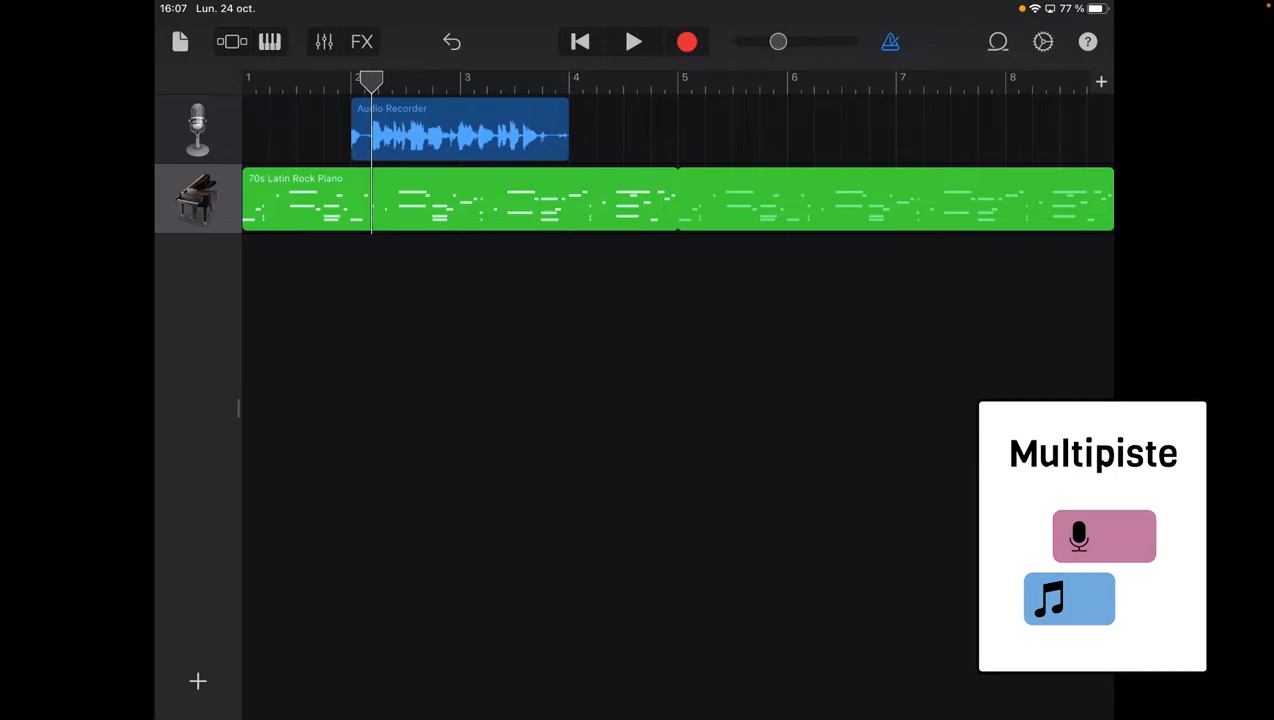 16:07 Lun. 24 oct. 77 %
FX ?
1 2 3 4 5 6 7 8 +
Audio Recorder
70s Latin Rock Piano
Multipiste
+